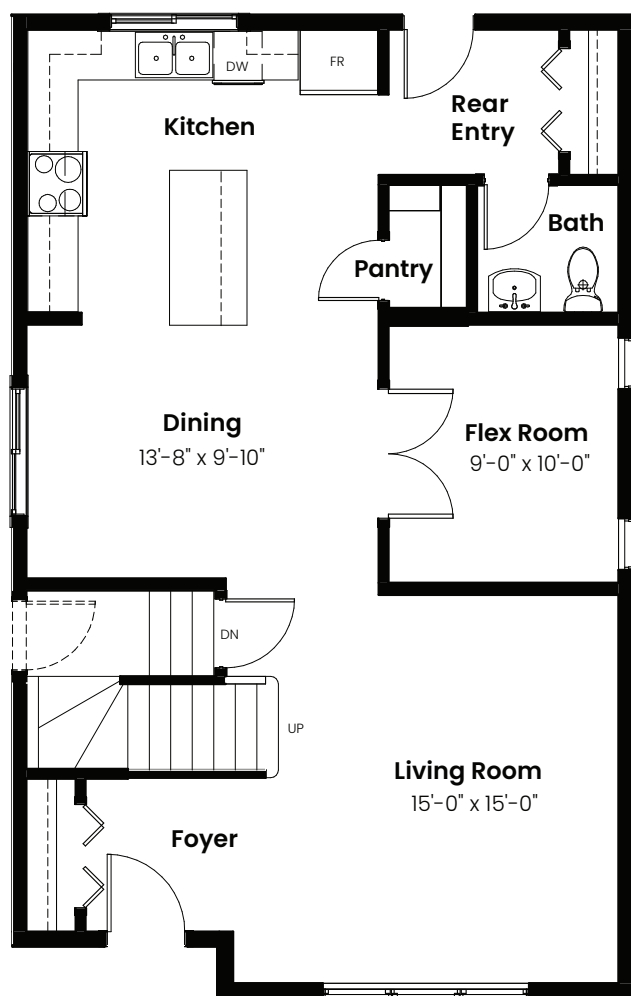 DW
FR
Kitchen
Rear
Entry
Bath
Pantry
Dining
13'-8" x 9'-10"
Flex Room
9'-0" x 10'-0"
DN
UP
Living Room
15'-0" x 15'-0"
Foyer